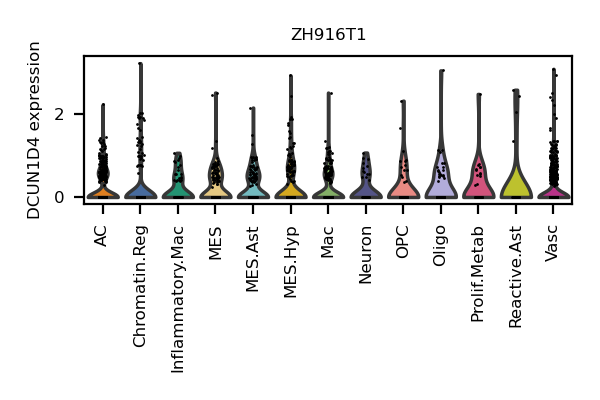 ZH916T1
DCUN1D4 expression
2
0
AC
Chromatin.Reg
Inflammatory.Mac
MES
MES.Ast
MES.Hyp
Mac
Neuron
OPC
Oligo
Prolif.Metab
Reactive.Ast
Vasc